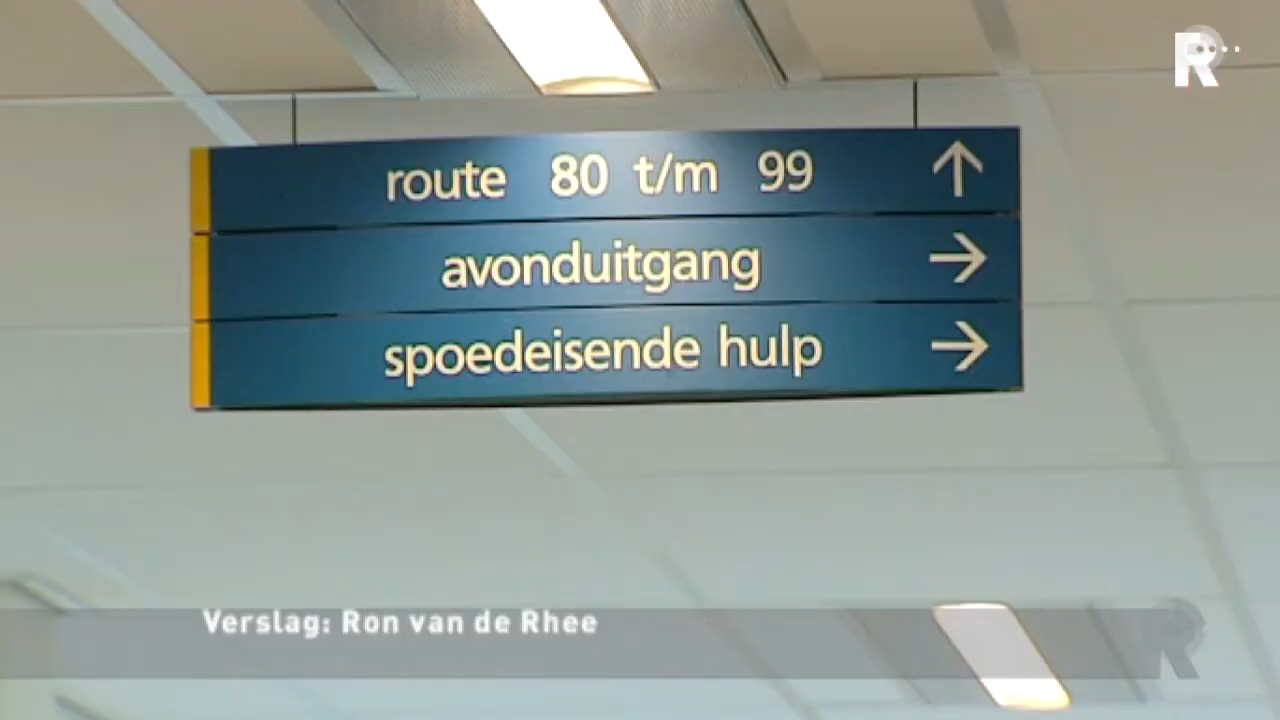 R
route 80 t/m 99 ↑
avonduitgang →
spoedeisende hulp →
Verslag: Ron van de Rhee
R